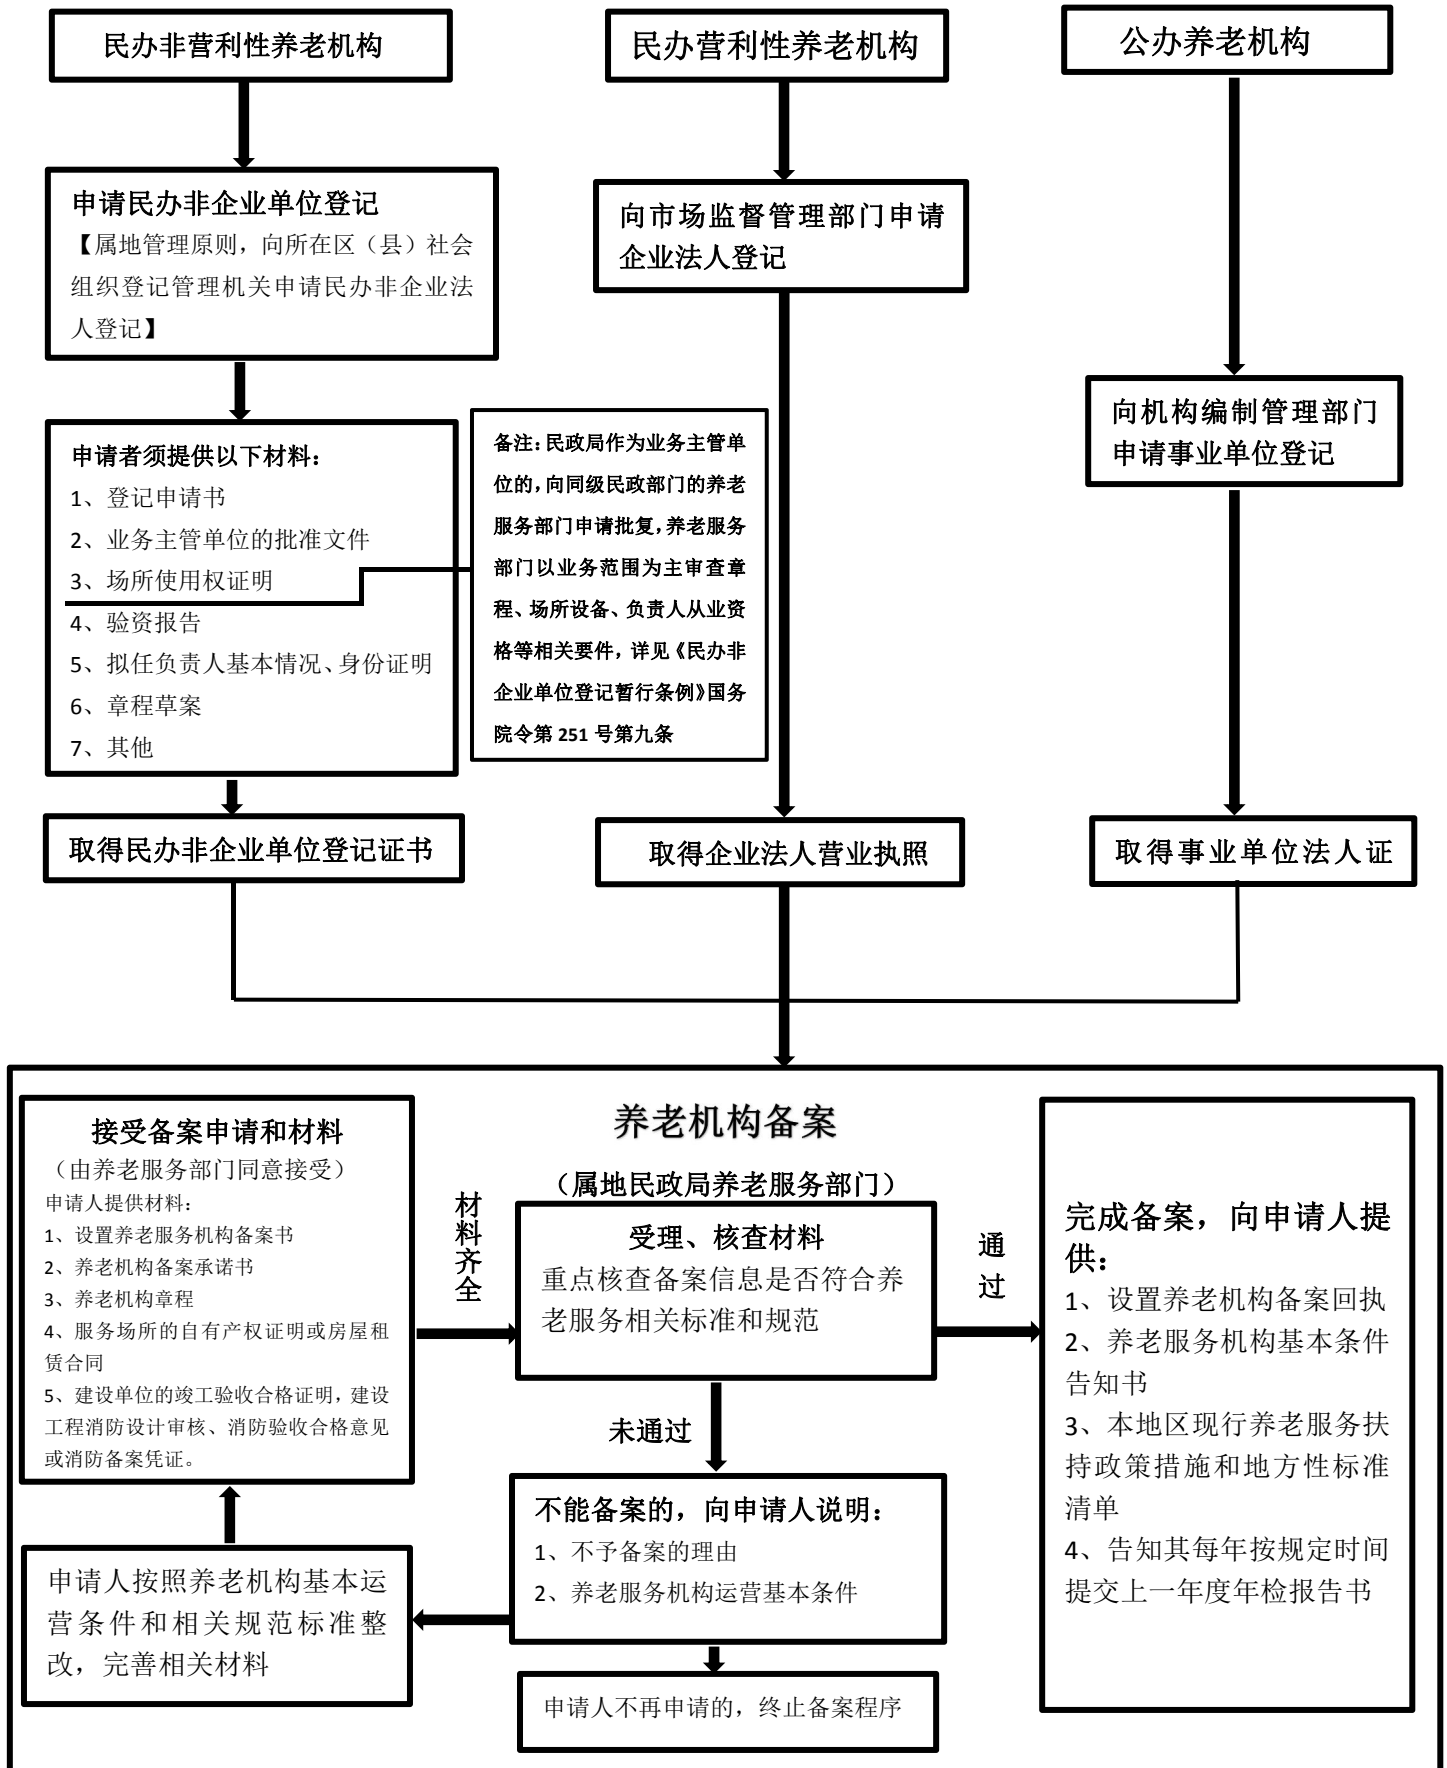 民办非营利性养老机构
民办营利性养老机构
公办养老机构
申请民办非企业单位登记
【属地管理原则，向所在区（县）社会
组织登记管理机关申请民办非企业法
人登记】
向市场监督管理部门申请
企业法人登记
向机构编制管理部门
申请事业单位登记
申请者须提供以下材料：
1、登记申请书
2、业务主管单位的批准文件
3、场所使用权证明
4、验资报告
5、拟任负责人基本情况、身份证明
6、章程草案
7、其他
备注：民政局作为业务主管单
位的，向同级民政部门的养老
服务部门申请批复，养老服务
部门以业务范围为主审查章
程、场所设备、负责人从业资
格等相关要件，详见《民办非
企业单位登记暂行条例》国务
院令第 251 号第九条
取得民办非企业单位登记证书
取得企业法人营业执照
取得事业单位法人证
养老机构备案
（属地民政局养老服务部门）
接受备案申请和材料
（由养老服务部门同意接受）
申请人提供材料：
1、设置养老服务机构备案书
2、养老机构备案承诺书
3、养老机构章程
4、服务场所的自有产权证明或房屋租
赁合同
5、建设单位的竣工验收合格证明，建设
工程消防设计审核、消防验收合格意见
或消防备案凭证。
材料齐全
受理、核查材料
重点核查备案信息是否符合养
老服务相关标准和规范
通过
完成备案，向申请人提
供：
1、设置养老机构备案回执
2、养老服务机构基本条件
告知书
3、本地区现行养老服务扶
持政策措施和地方性标准
清单
4、告知其每年按规定时间
提交上一年度年检报告书
未通过
不能备案的，向申请人说明：
1、不予备案的理由
2、养老服务机构运营基本条件
申请人按照养老机构基本运
营条件和相关规范标准整
改，完善相关材料
申请人不再申请的，终止备案程序